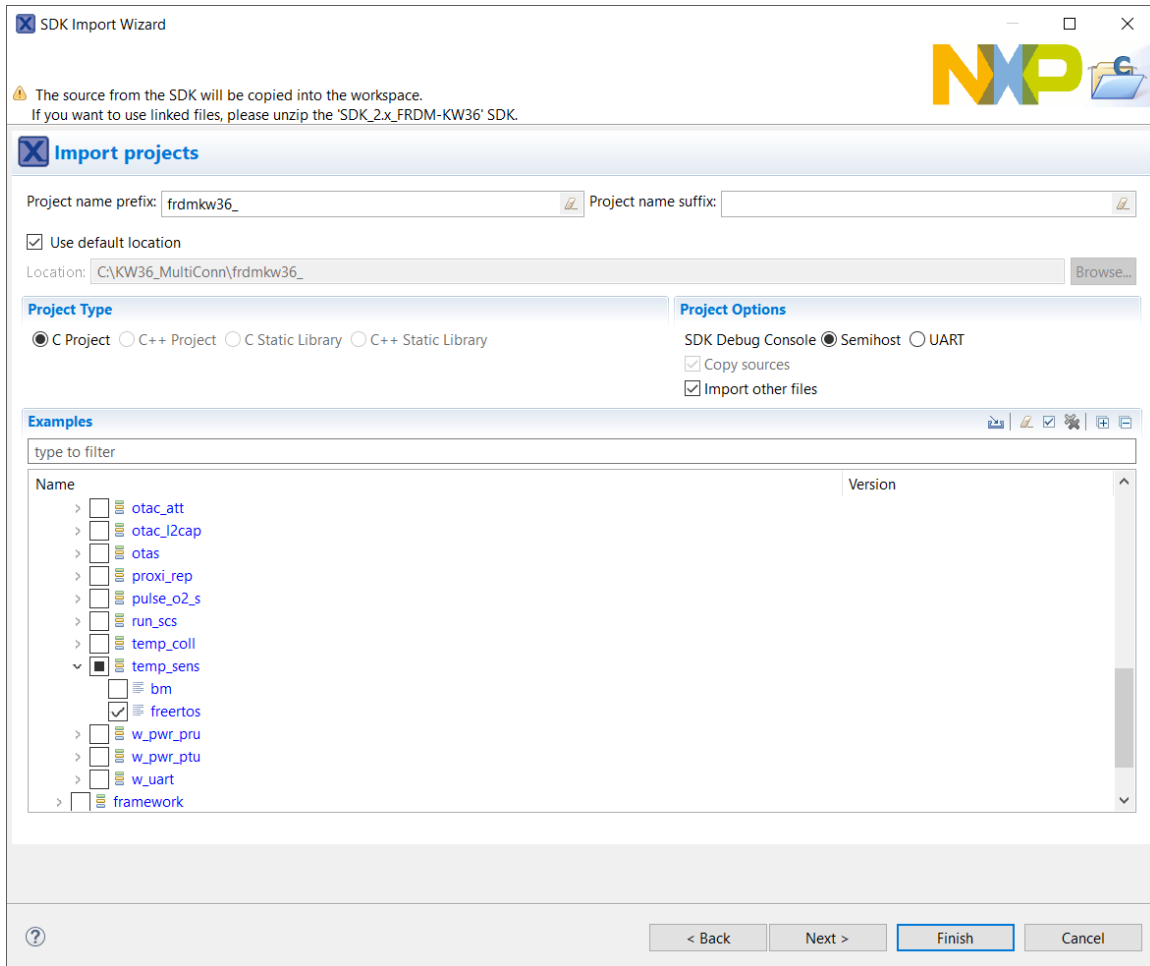 SDK Import Wizard
NXP
C
The source from the SDK will be copied into the workspace.
If you want to use linked files, please unzip the 'SDK_2.x_FRDM-KW36' SDK.
Import projects
Project name prefix: frdmkw36_ Project name suffix:
Use default location
Location: C:\KW36_MultiConn\frdmkw36_ Browse...
Project Type Project Options
C Project C++ Project C Static Library C++ Static Library SDK Debug Console Semihost UART
Copy sources
Import other files
Examples
type to filter
Name Version
otac_att
otac_l2cap
otas
proxi_rep
pulse_o2_s
run_scs
temp_coll
temp_sens
bm
freertos
w_pwr_pru
w_pwr_ptu
w_uart
framework
? < Back Next > Finish Cancel